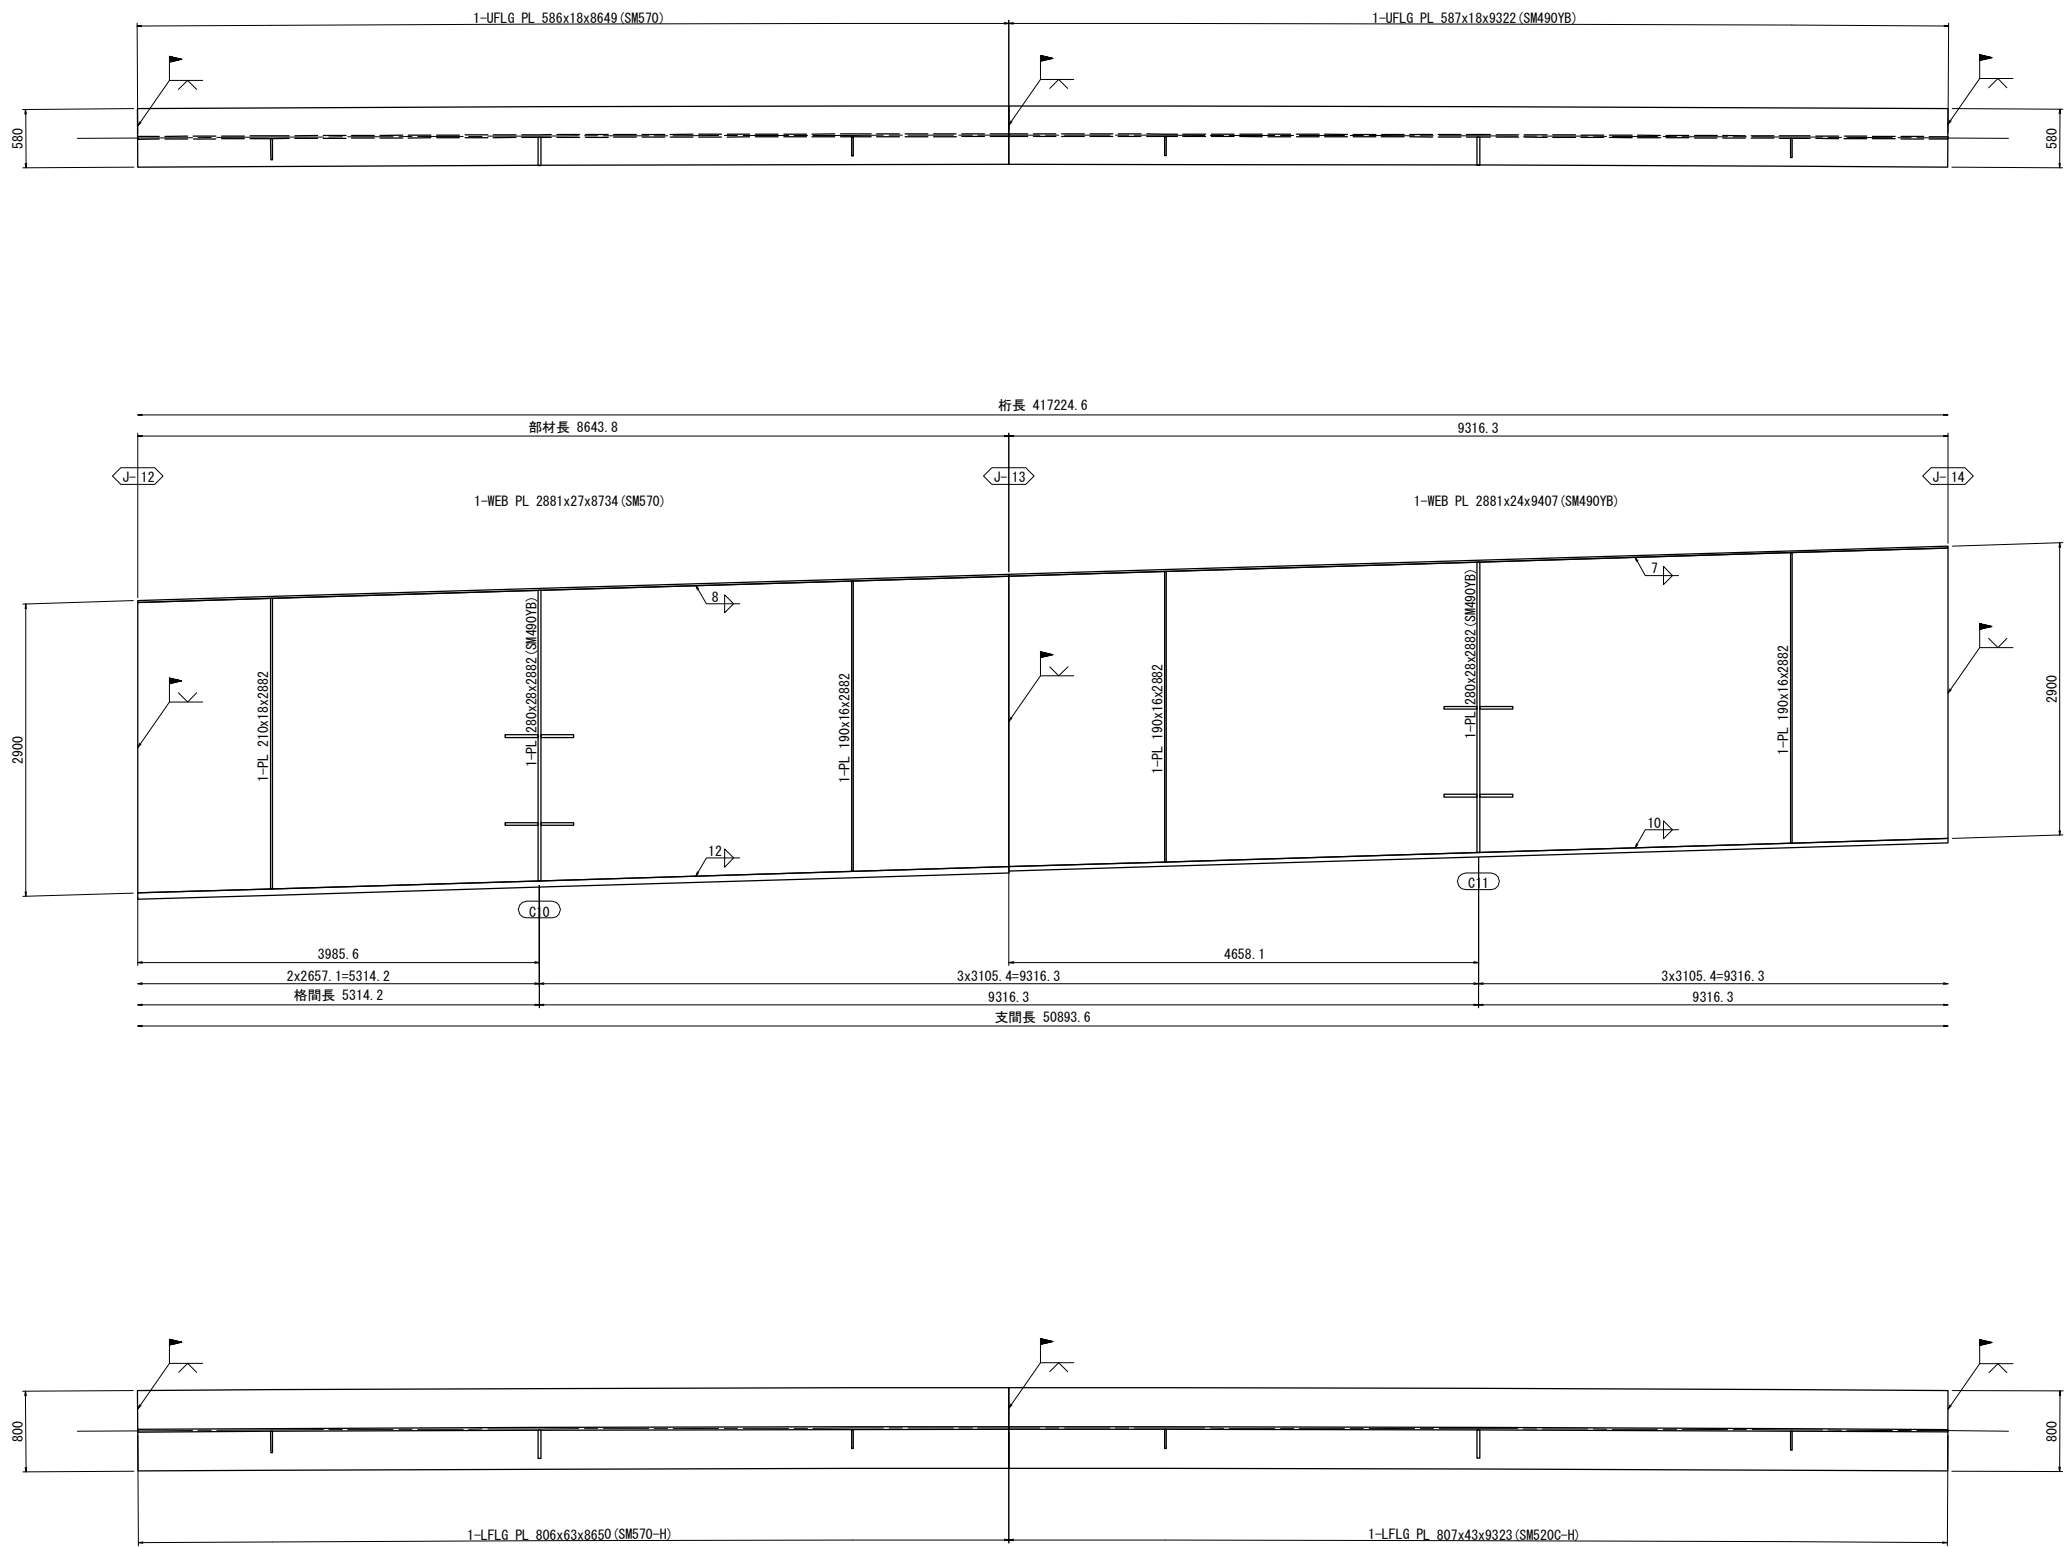 1-UFLG PL 586x18x8649(SM570)
1-UFLG PL 587x18x9322(SM490YB)
580
580
桁長 417224.6
部材長 8643.8
9316.3
J-12
J-13
J-14
1-WEB PL 2881x27x8734(SM570)
1-WEB PL 2881x24x9407(SM490YB)
2900
1-PL 210x18x2882
1-PL 280x28x2882(SM490YB)
8
1-PL 190x16x2882
1-PL 190x16x2882
1-PL 280x28x2882(SM490YB)
7
1-PL 190x16x2882
2900
12
10
C10
C11
3985.6
4658.1
2x2657.1=5314.2
3x3105.4=9316.3
3x3105.4=9316.3
格間長 5314.2
9316.3
9316.3
支間長 50893.6
800
800
1-LFLG PL 806x63x8650(SM570-H)
1-LFLG PL 807x43x9323(SM520C-H)